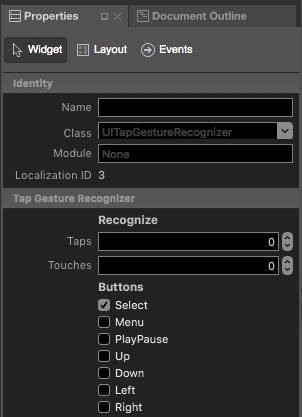 Properties Document Outline
Widget Layout Events
Identity
Name
Class UITapGestureRecognizer
Module None
Localization ID 3
Tap Gesture Recognizer
Recognize
Taps 0
Touches 0
Buttons
Select
Menu
PlayPause
Up
Down
Left
Right